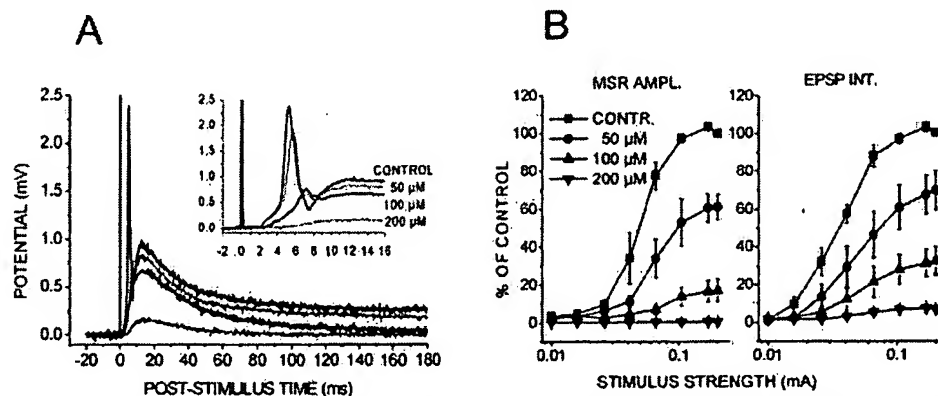 A
B
MSR AMPL.
EPSP INT.
2.5
2.0
1.5
1.0
0.5
0.0
POTENTIAL (mV)
2.5
2.0
1.5
1.0
0.5
0.0
-2 0 2 4 6 8 10 12 14 16
CONTROL
50 µM
100 µM
200 µM
-20 0 20 40 60 80 100 120 140 160 180
POST-STIMULUS TIME (ms)
120
100
80
60
40
20
0
% OF CONTROL
CONTR.
50 µM
100 µM
200 µM
120
100
80
60
40
20
0
0.01 0.1
0.01 0.1
STIMULUS STRENGTH (mA)